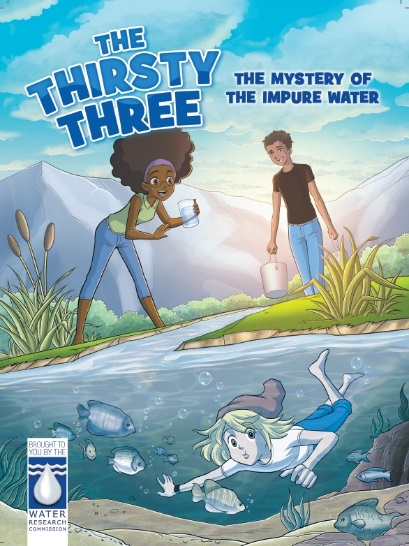 THE
THIRSTY
THREE
THE MYSTERY OF
THE IMPURE WATER
BROUGHT TO
YOU BY THE
WATER
RESEARCH
COMMISSION